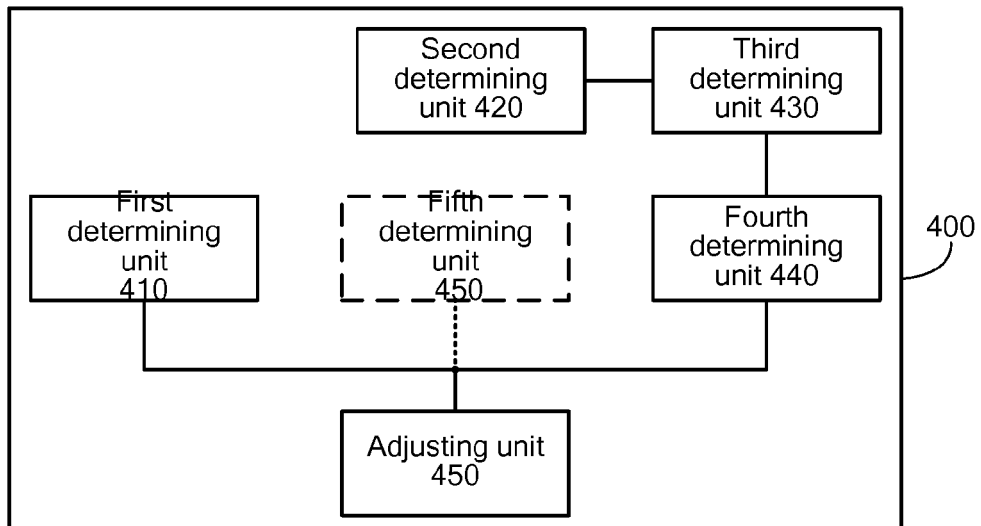 Second
determining
unit 420
Third
determining
unit 430
First
determining
unit
410
Fifth
determining
unit
450
Fourth
determining
unit 440
400
Adjusting unit
450